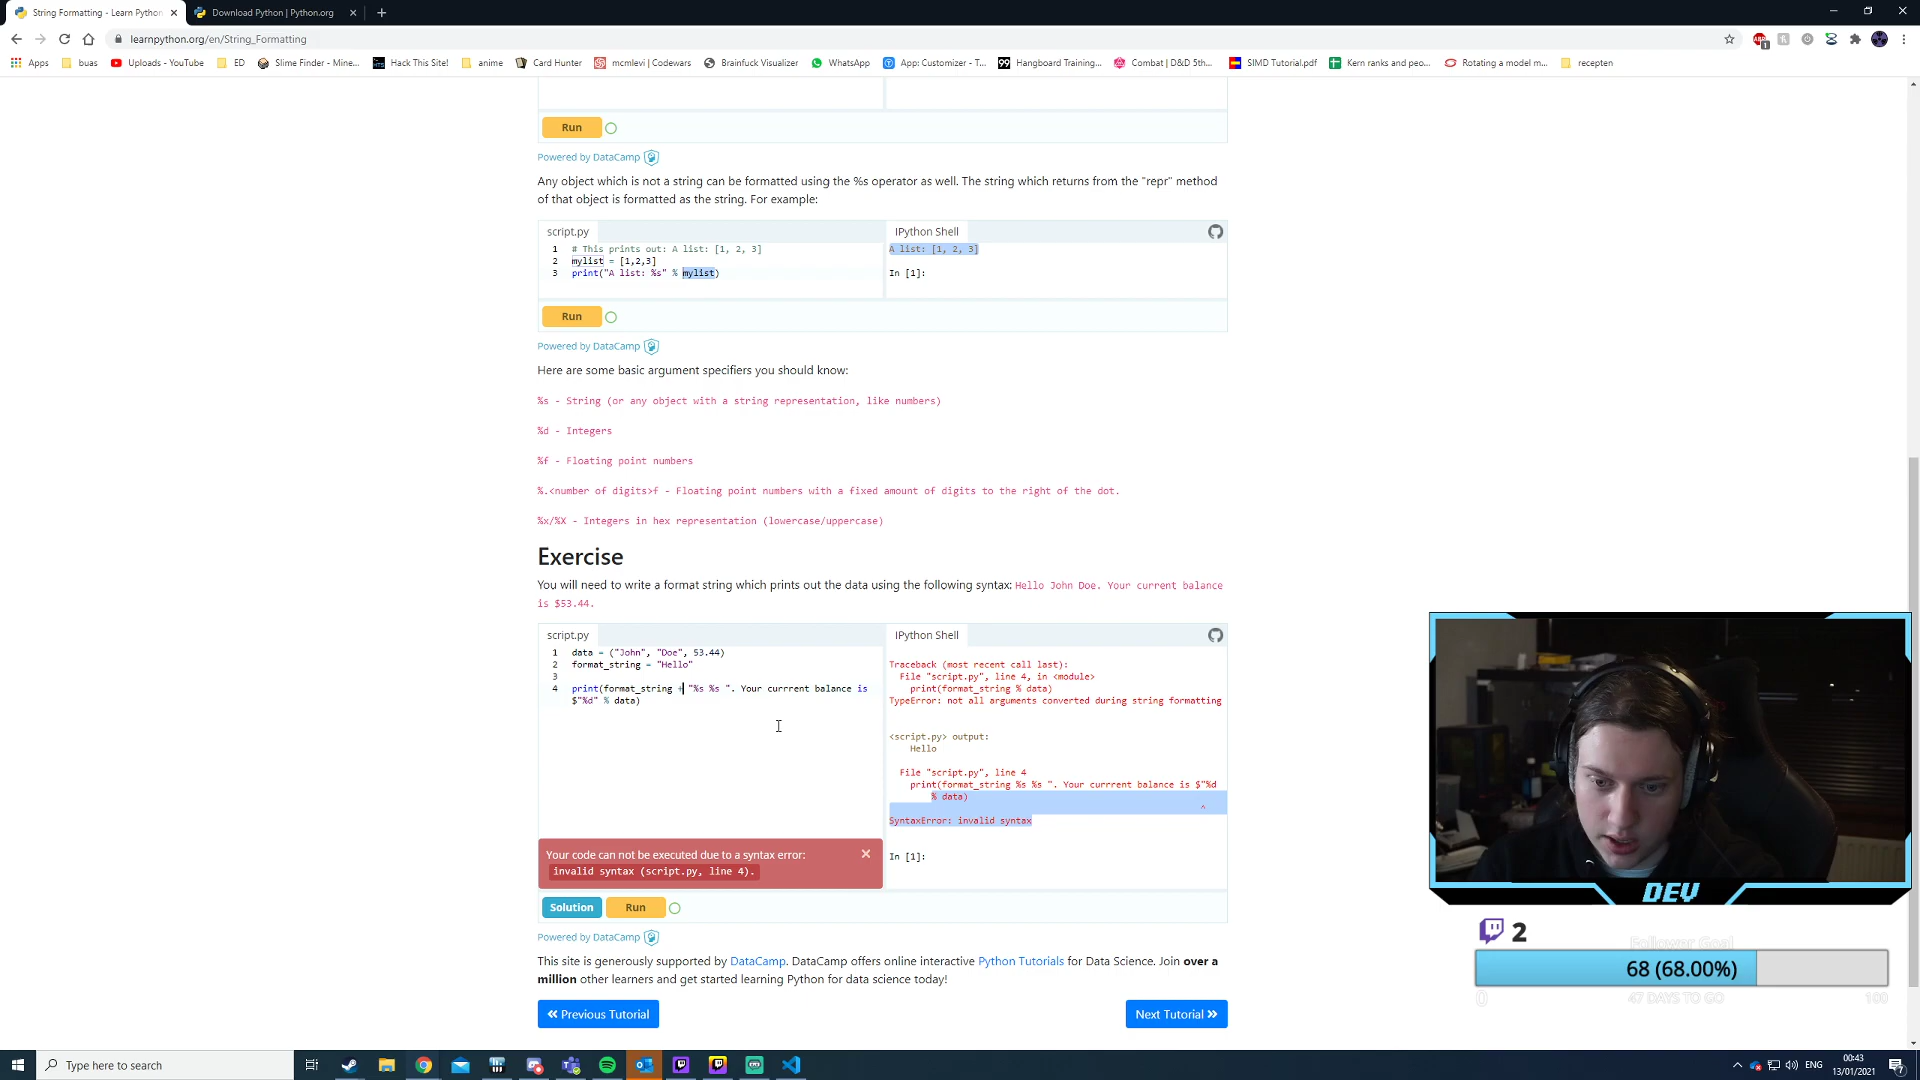 String Formatting - Learn Python
Download Python | Python.org
learnpython.org/en/String_Formatting
Apps
buas
Uploads - YouTube
ED
Slime Finder - Mine...
Hack This Site!
anime
Card Hunter
mcmlevi | Codewars
Brainfuck Visualizer
WhatsApp
App: Customizer - T...
Hangboard Training...
Combat | D&D 5th...
SIMD Tutorial.pdf
Kern ranks and peo...
Rotating a model m...
recepten
Run
Powered by DataCamp
Any object which is not a string can be formatted using the %s operator as well. The string which returns from the "repr" method
of that object is formatted as the string. For example:
script.py
1 # This prints out: A list: [1, 2, 3]
2 mylist = [1,2,3]
3 print("A list: %s" % mylist)
IPython Shell
A list: [1, 2, 3]
In [1]:
Run
Powered by DataCamp
Here are some basic argument specifiers you should know:
%s - String (or any object with a string representation, like numbers)
%d - Integers
%f - Floating point numbers
%.<number of digits>f - Floating point numbers with a fixed amount of digits to the right of the dot.
%x/%X - Integers in hex representation (lowercase/uppercase)
Exercise
You will need to write a format string which prints out the data using the following syntax: Hello John Doe. Your current balance
is $53.44.
script.py
1 data = ("John", "Doe", 53.44)
2 format_string = "Hello"
3
4 print(format_string + "%s %s ". Your currrent balance is
$"%d" % data)
IPython Shell
Traceback (most recent call last):
File "script.py", line 4, in <module>
print(format_string % data)
TypeError: not all arguments converted during string formatting
<script.py> output:
Hello
File "script.py", line 4
print(format_string %s %s ". Your currrent balance is $"%d
% data)
^
SyntaxError: invalid syntax
In [1]:
Your code can not be executed due to a syntax error:
invalid syntax (script.py, line 4).
Solution
Run
Powered by DataCamp
This site is generously supported by DataCamp. DataCamp offers online interactive Python Tutorials for Data Science. Join over a
million other learners and get started learning Python for data science today!
Previous Tutorial
Next Tutorial
DEV
2
Follower Goal
68 (68.00%)
0
47 DAYS TO GO
100
Type here to search
ENG
00:43
13/01/2021